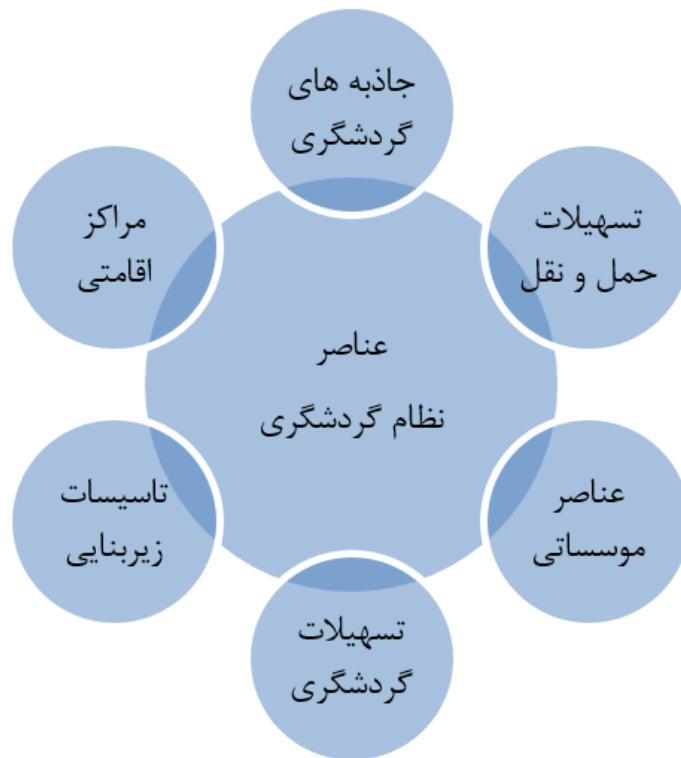 جاذبه های
گردشگری
تسهیلات
حمل و نقل
مراکز
اقامتی
عناصر
نظام گردشگری
عناصر
موسساتی
تاسیسات
زیربنایی
تسهیلات
گردشگری